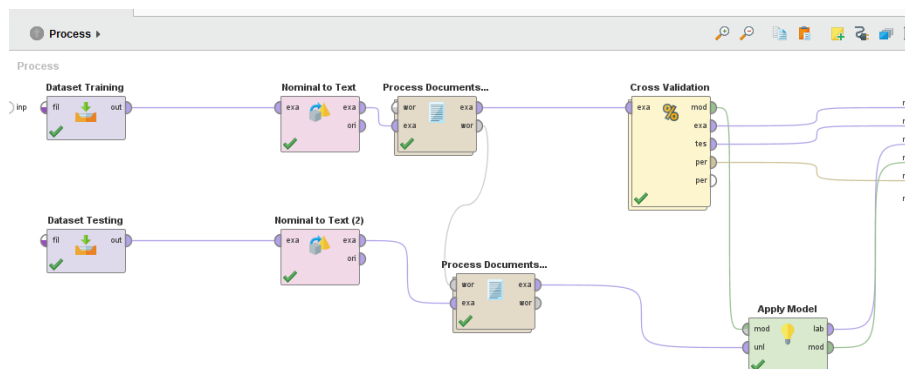 Process
Process
Dataset Training
Nominal to Text
Process Documents...
Cross Validation
inp
fil
out
exa
exa
ori
wor
exa
exa
wor
exa
mod
exa
tes
per
per
Dataset Testing
Nominal to Text (2)
fil
out
exa
exa
ori
Process Documents...
wor
exa
exa
wor
Apply Model
mod
lab
unl
mod